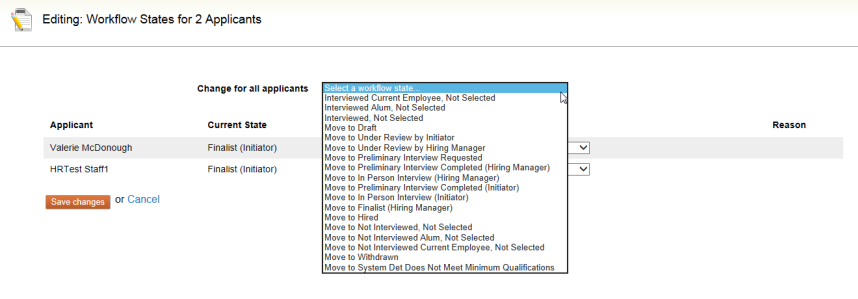 Editing: Workflow States for 2 Applicants
Change for all applicants
Select a workflow state...
Interviewed Current Employee, Not Selected
Interviewed Alum, Not Selected
Interviewed, Not Selected
Move to Draft
Move to Under Review by Initiator
Move to Under Review by Hiring Manager
Move to Preliminary Interview Requested
Move to Preliminary Interview Completed (Hiring Manager)
Move to In Person Interview (Hiring Manager)
Move to Preliminary Interview Completed (Initiator)
Move to In Person Interview (Initiator)
Move to Finalist (Hiring Manager)
Move to Hired
Move to Not Interviewed, Not Selected
Move to Not Interviewed Alum, Not Selected
Move to Not Interviewed Current Employee, Not Selected
Move to Withdrawn
Move to System Det Does Not Meet Minimum Qualifications
Applicant Current State Reason
Valerie McDonough Finalist (Initiator)
HRTest Staff1 Finalist (Initiator)
Save changes or Cancel